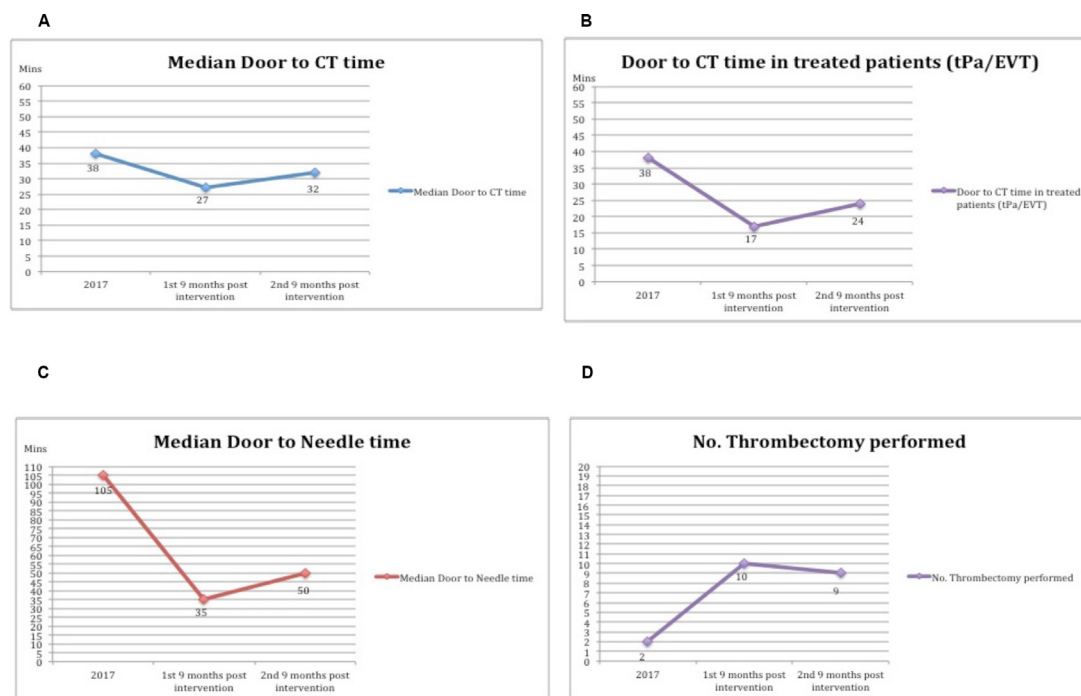 A
Median Door to CT time
Mins
60
55
50
45
40
35
30
25
20
15
10
5
0
38
27
32
2017
1st 9 months post
intervention
2nd 9 months post
intervention
Median Door to CT time
B
Door to CT time in treated patients (tPa/EVT)
Mins
60
55
50
45
40
35
30
25
20
15
10
5
0
38
17
24
2017
1st 9 months post
intervention
2nd 9 months post
intervention
Door to CT time in treated
patients (tPa/EVT)
C
Median Door to Needle time
Mins
110
105
100
95
90
85
80
75
70
65
60
55
50
45
40
35
30
25
20
15
10
5
0
105
35
50
2017
1st 9 months post
intervention
2nd 9 months post
intervention
Median Door to Needle time
D
No. Thrombectomy performed
20
19
18
17
16
15
14
13
12
11
10
9
8
7
6
5
4
3
2
1
0
2
10
9
2017
1st 9 months post
intervention
2nd 9 months post
intervention
No. Thrombectomy performed